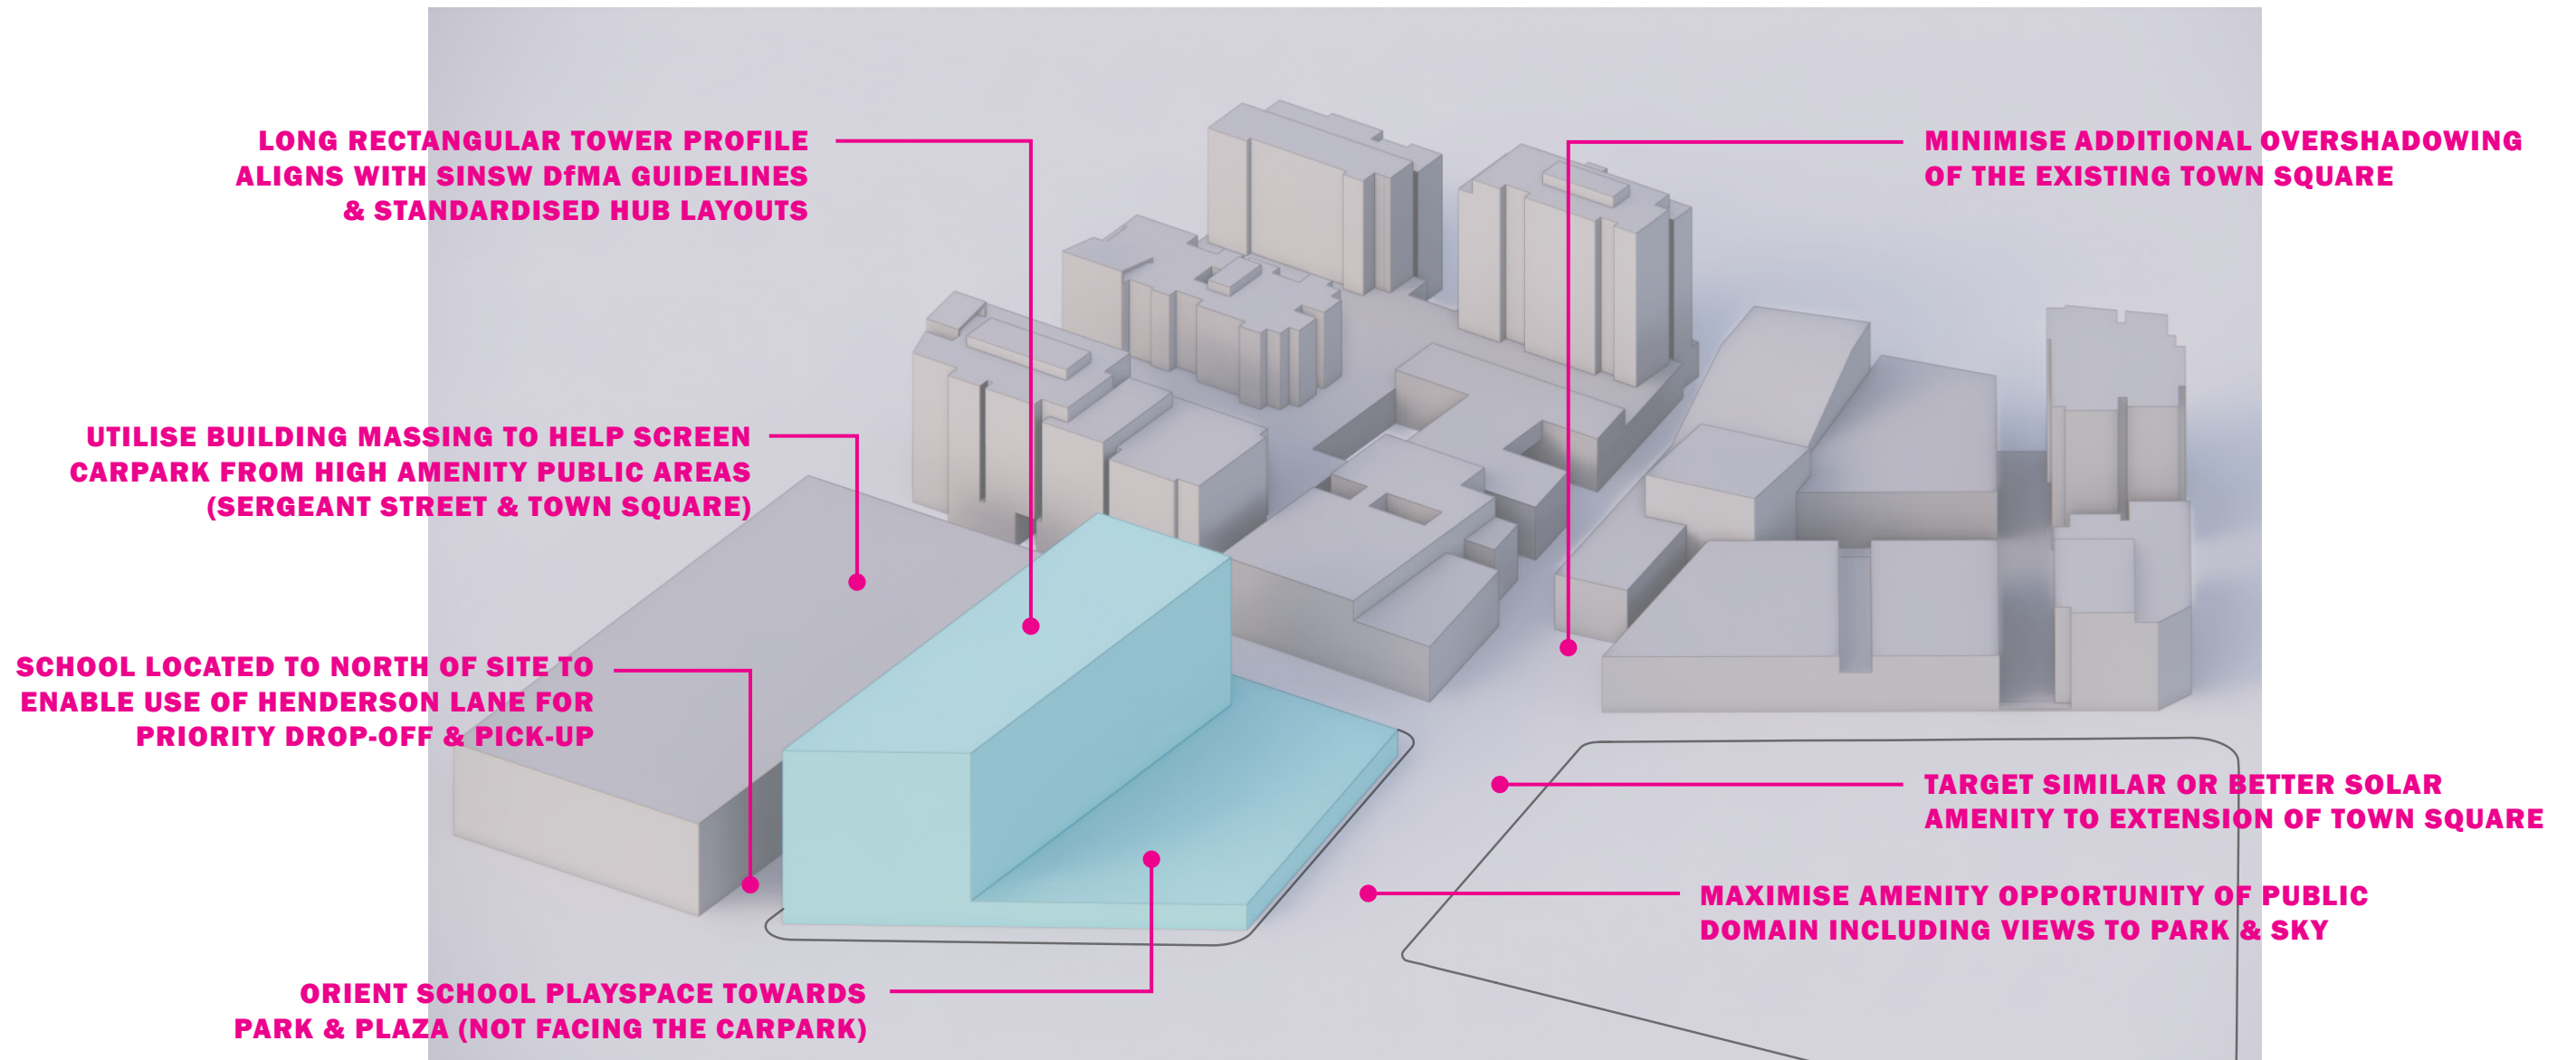 LONG RECTANGULAR TOWER PROFILE
ALIGNS WITH SINSW DfMA GUIDELINES
& STANDARDISED HUB LAYOUTS
MINIMISE ADDITIONAL OVERSHADOWING
OF THE EXISTING TOWN SQUARE
UTILISE BUILDING MASSING TO HELP SCREEN
CARPARK FROM HIGH AMENITY PUBLIC AREAS
(SERGEANT STREET & TOWN SQUARE)
SCHOOL LOCATED TO NORTH OF SITE TO
ENABLE USE OF HENDERSON LANE FOR
PRIORITY DROP-OFF & PICK-UP
TARGET SIMILAR OR BETTER SOLAR
AMENITY TO EXTENSION OF TOWN SQUARE
MAXIMISE AMENITY OPPORTUNITY OF PUBLIC
DOMAIN INCLUDING VIEWS TO PARK & SKY
ORIENT SCHOOL PLAYSPACE TOWARDS
PARK & PLAZA (NOT FACING THE CARPARK)